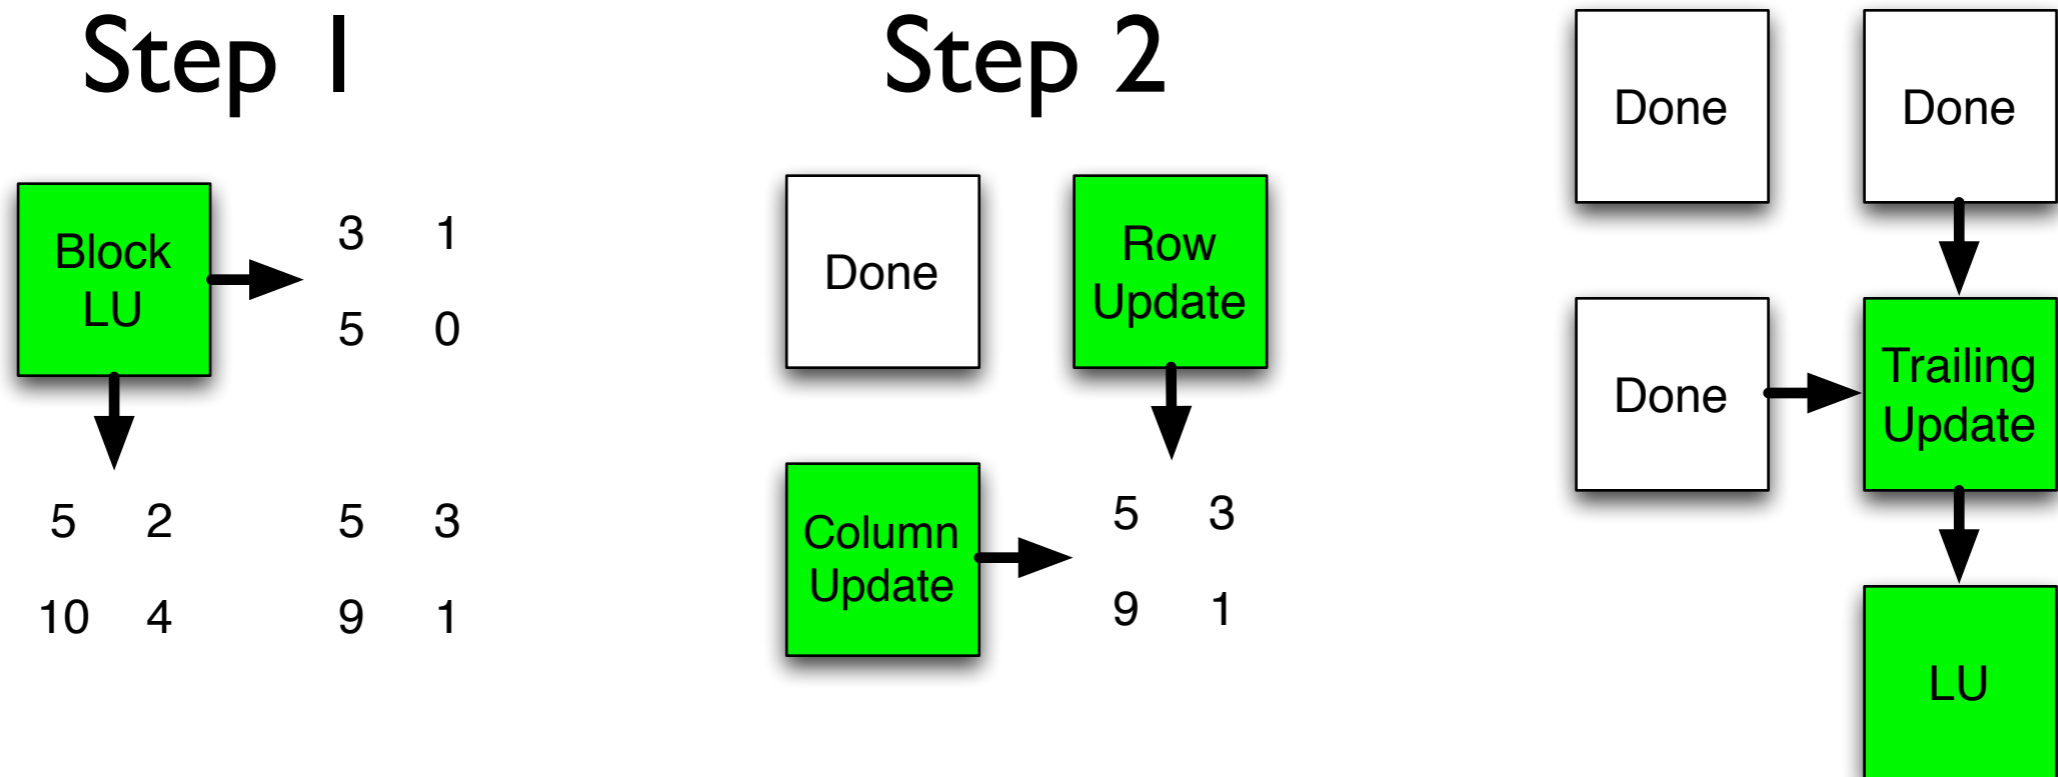 Step 1
Block
LU
3 1
5 0
5 2 5 3
10 4 9 1
Step 2
Done
Row
Update
Column
Update
5 3
9 1
Done Done
Done
Trailing
Update
LU